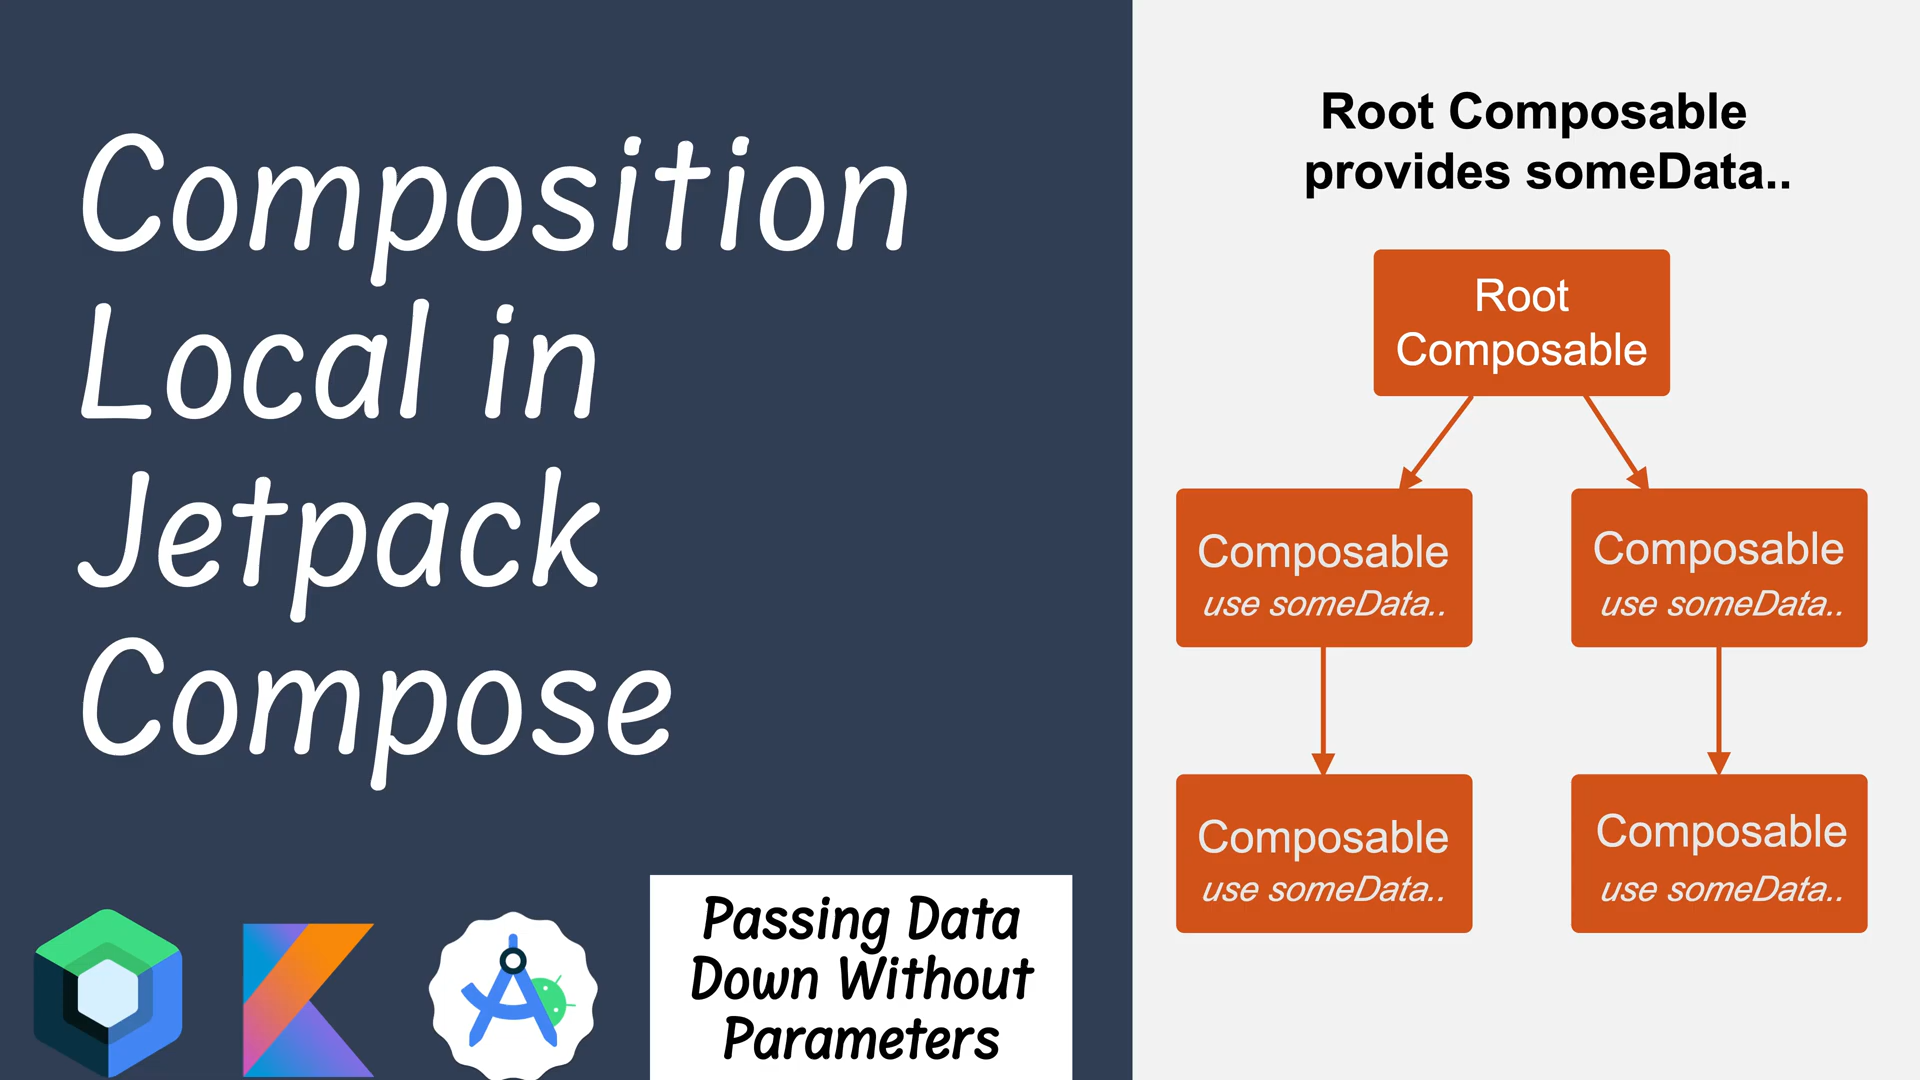 Composition
Local in
Jetpack
Compose
Passing Data
Down Without
Parameters
Root Composable
provides someData..
Root
Composable
Composable
use someData..
Composable
use someData..
Composable
use someData..
Composable
use someData..